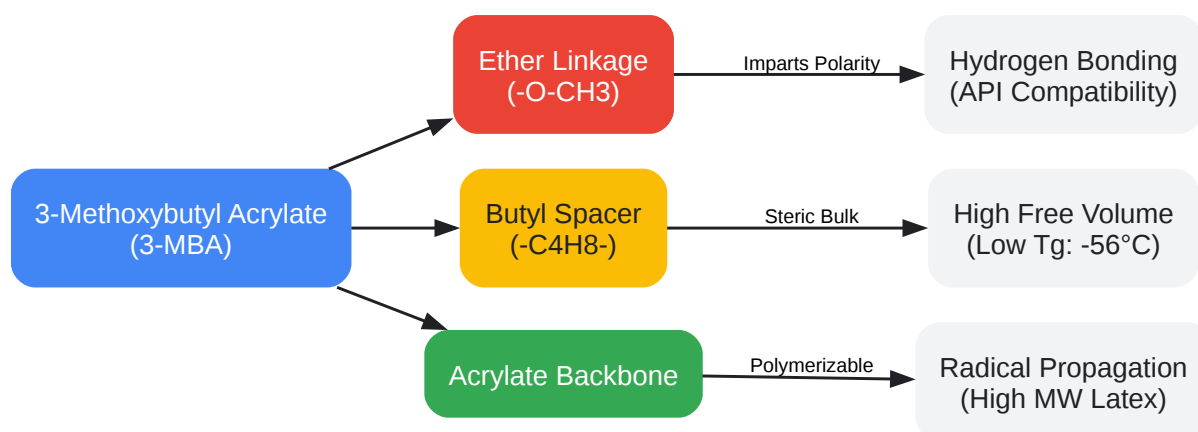 3-Methoxybutyl Acrylate
(3-MBA)
Ether Linkage
(-O-CH3)
Imparts Polarity
Hydrogen Bonding
(API Compatibility)
Butyl Spacer
(-C4H8-)
Steric Bulk
High Free Volume
(Low Tg: -56°C)
Acrylate Backbone
Polymerizable
Radical Propagation
(High MW Latex)